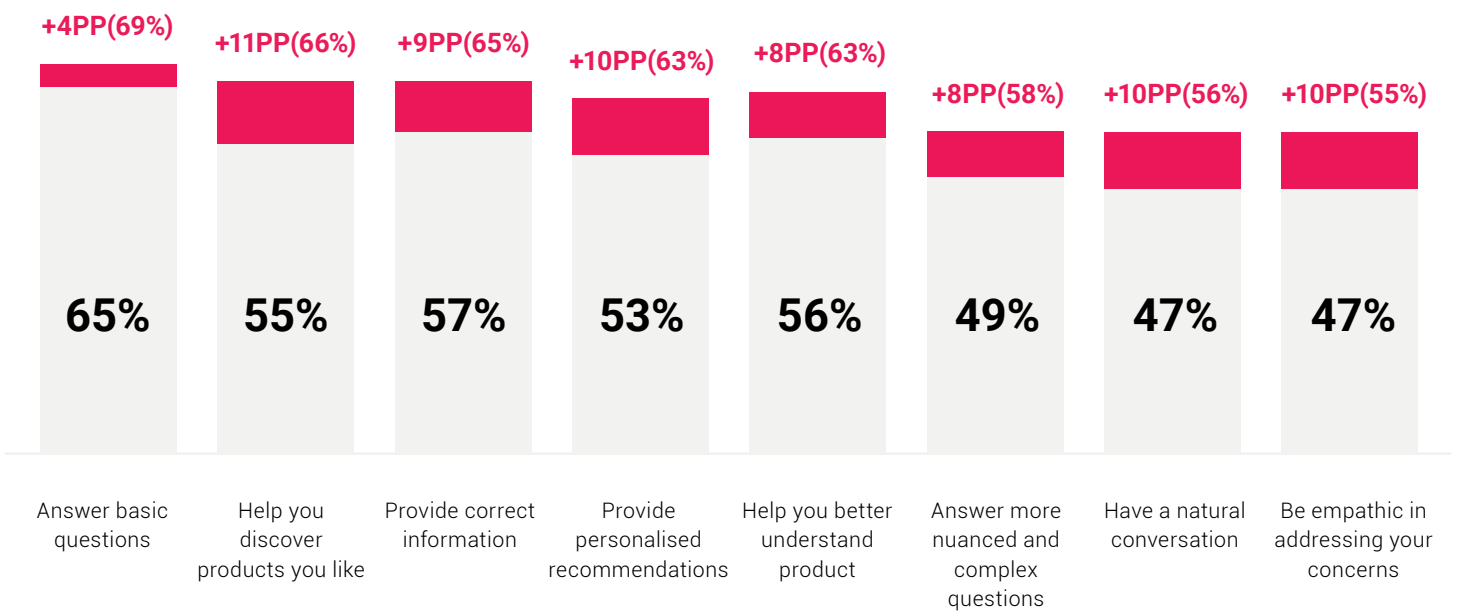 +4PP(69%)
+11PP(66%)
+9PP(65%)
+10PP(63%)
+8PP(63%)
+8PP(58%)
+10PP(56%)
+10PP(55%)
65%
55%
57%
53%
56%
49%
47%
47%
Answer basic
questions
Help you
discover
products you like
Provide correct
information
Provide
personalised
recommendations
Help you better
understand
product
Answer more
nuanced and
complex
questions
Have a natural
conversation
Be empathic in
addressing your
concerns